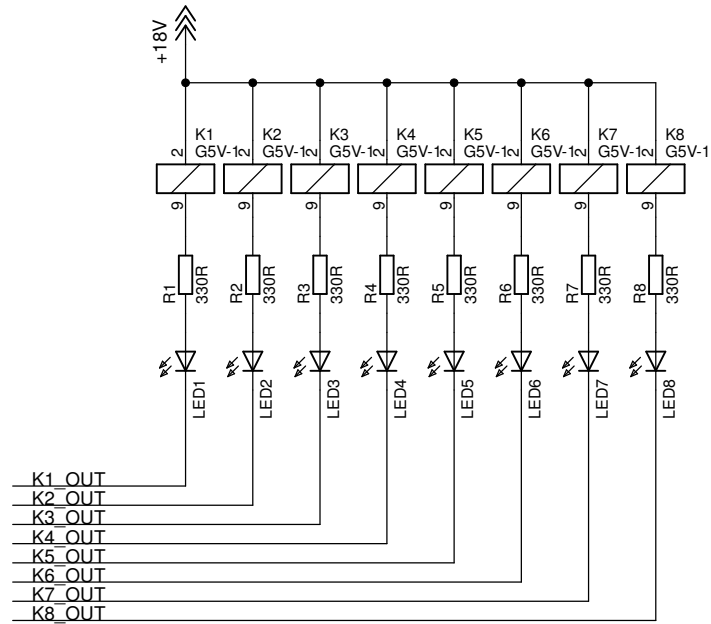 +18V
K1 K2 K3 K4 K5 K6 K7 K8
G5V-1 G5V-1 G5V-1 G5V-1 G5V-1 G5V-1 G5V-1 G5V-1
2 2 2 2 2 2 2 2
9 9 9 9 9 9 9 9
R1 330R R2 330R R3 330R R4 330R R5 330R R6 330R R7 330R R8 330R
LED1 LED2 LED3 LED4 LED5 LED6 LED7 LED8
K1_OUT
K2_OUT
K3_OUT
K4_OUT
K5_OUT
K6_OUT
K7_OUT
K8_OUT